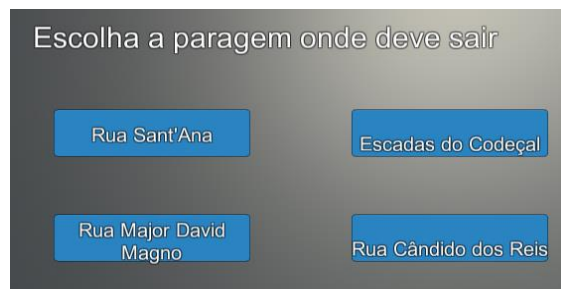 Escolha a paragem onde deve sair
Rua Sant'Ana
Escadas do Codeçal
Rua Major David
Magno
Rua Cândido dos Reis